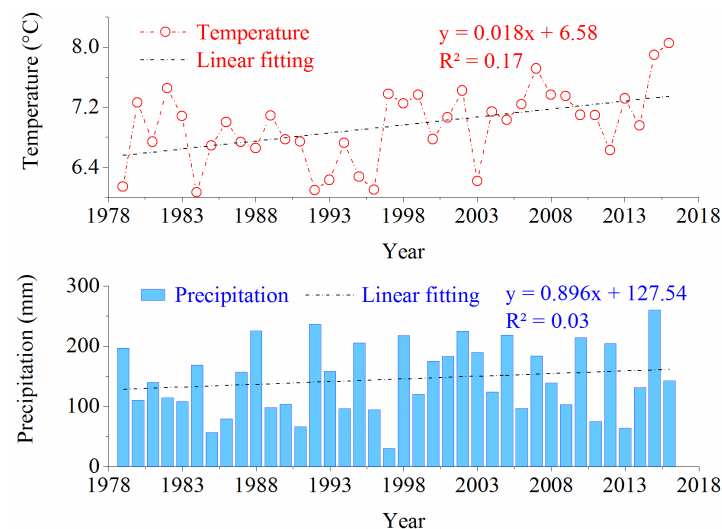 Temperature (°C)
8.0
7.2
6.4
Temperature
Linear fitting
y = 0.018x + 6.58
R² = 0.17
1978 1983 1988 1993 1998 2003 2008 2013 2018
Year
Precipitation (mm)
300
200
100
0
Precipitation
Linear fitting
y = 0.896x + 127.54
R² = 0.03
1978 1983 1988 1993 1998 2003 2008 2013 2018
Year